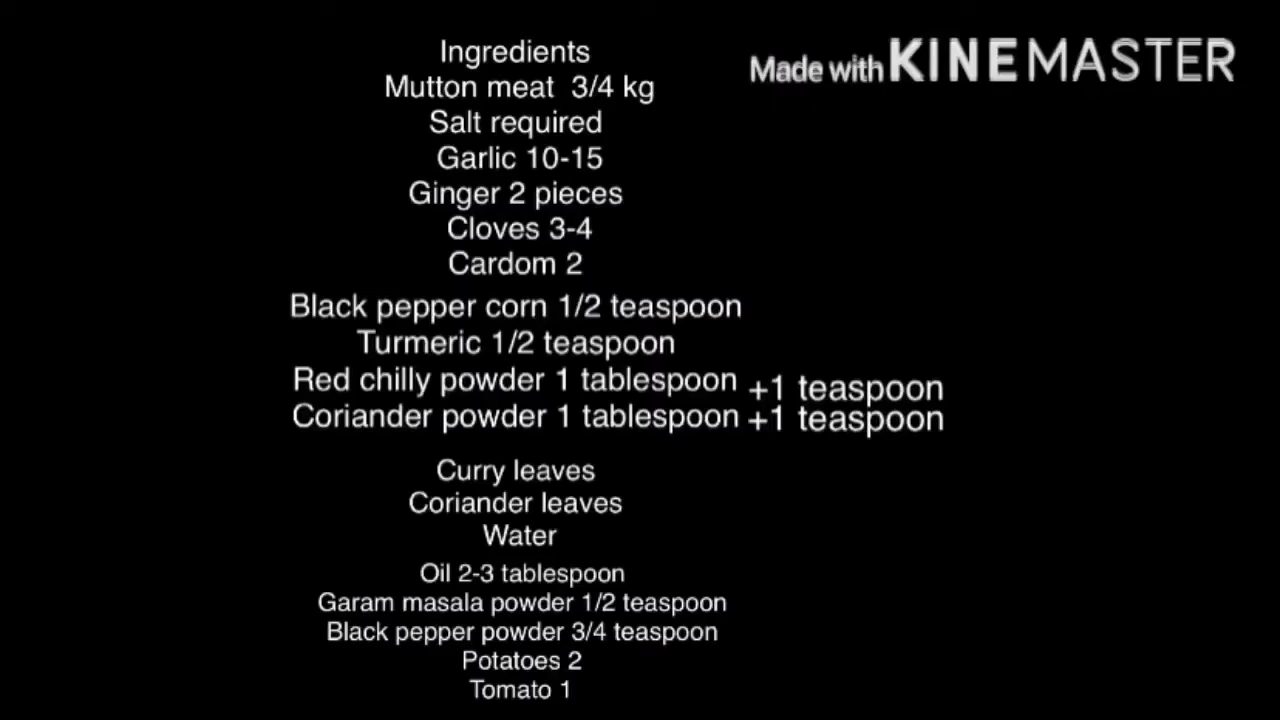 Ingredients
Made with KINEMASTER
Mutton meat 3/4 kg
Salt required
Garlic 10-15
Ginger 2 pieces
Cloves 3-4
Cardom 2
Black pepper corn 1/2 teaspoon
Turmeric 1/2 teaspoon
Red chilly powder 1 tablespoon +1 teaspoon
Coriander powder 1 tablespoon +1 teaspoon
Curry leaves
Coriander leaves
Water
Oil 2-3 tablespoon
Garam masala powder 1/2 teaspoon
Black pepper powder 3/4 teaspoon
Potatoes 2
Tomato 1